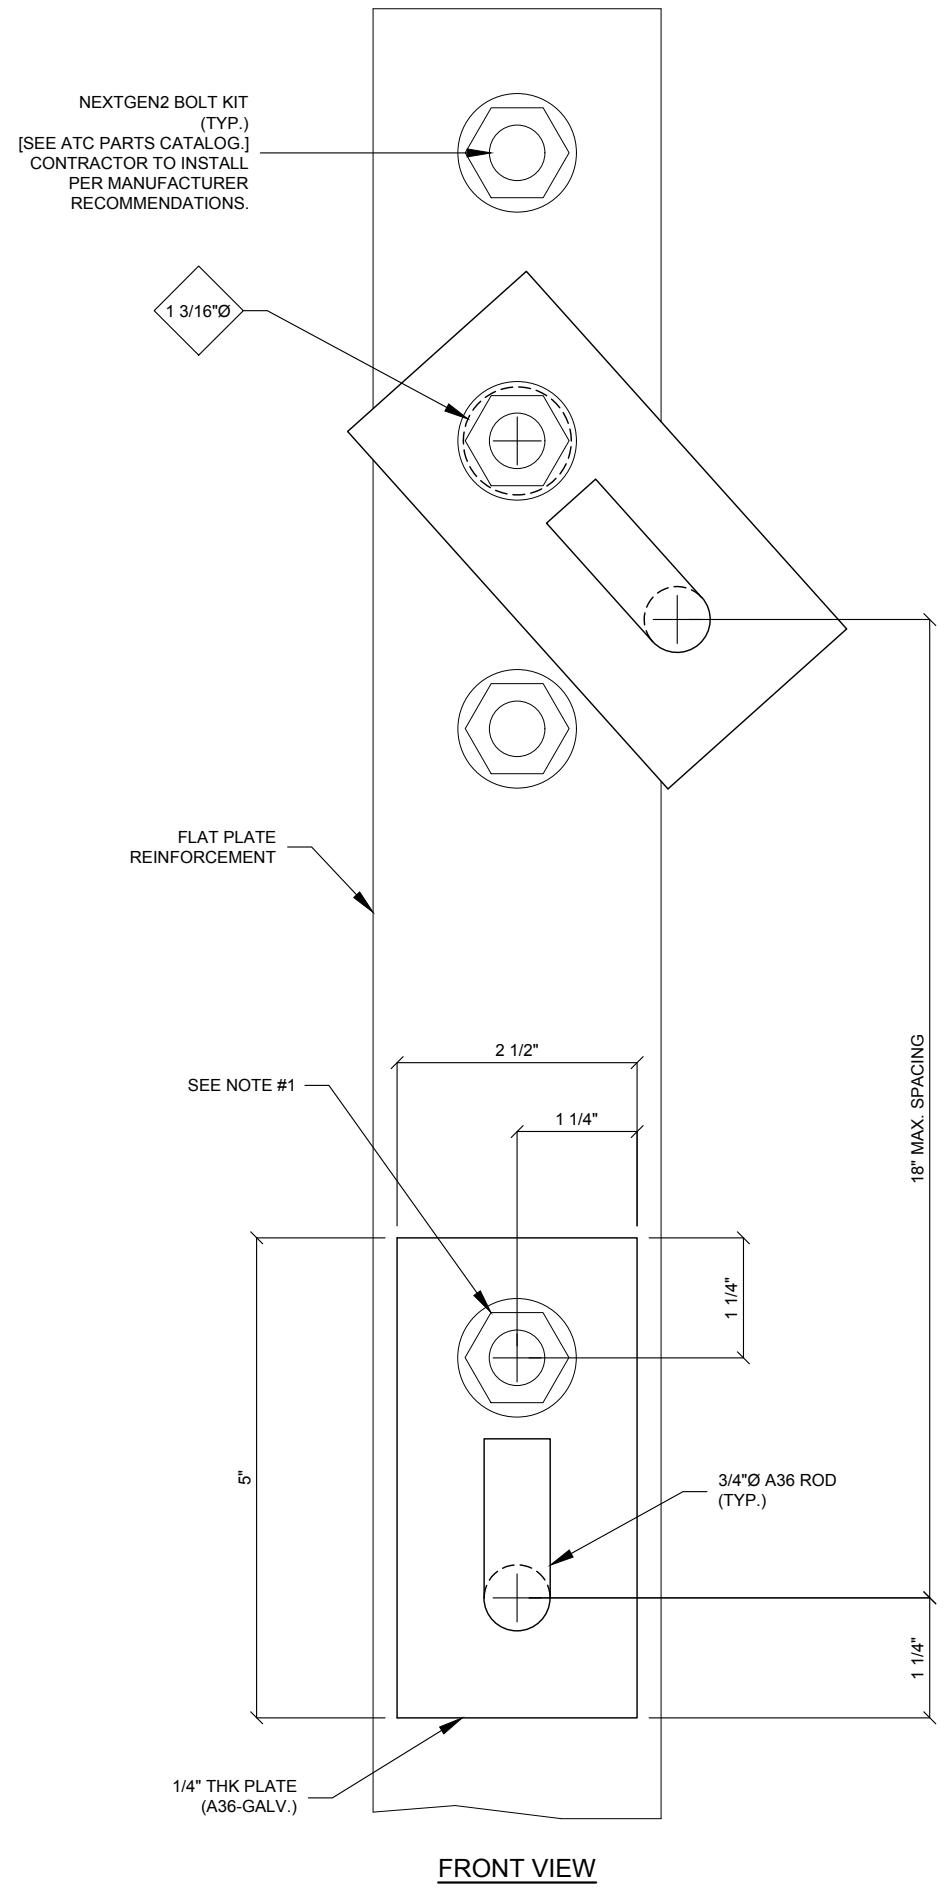 NEXTGEN2 BOLT KIT
(TYP.)
[SEE ATC PARTS CATALOG.]
CONTRACTOR TO INSTALL
PER MANUFACTURER
RECOMMENDATIONS.
1 3/16"Ø
FLAT PLATE
REINFORCEMENT
18" MAX. SPACING
2 1/2"
SEE NOTE #1
1 1/4"
1 1/4"
5"
3/4"Ø A36 ROD
(TYP.)
1 1/4"
1/4" THK PLATE
(A36-GALV.)
FRONT VIEW